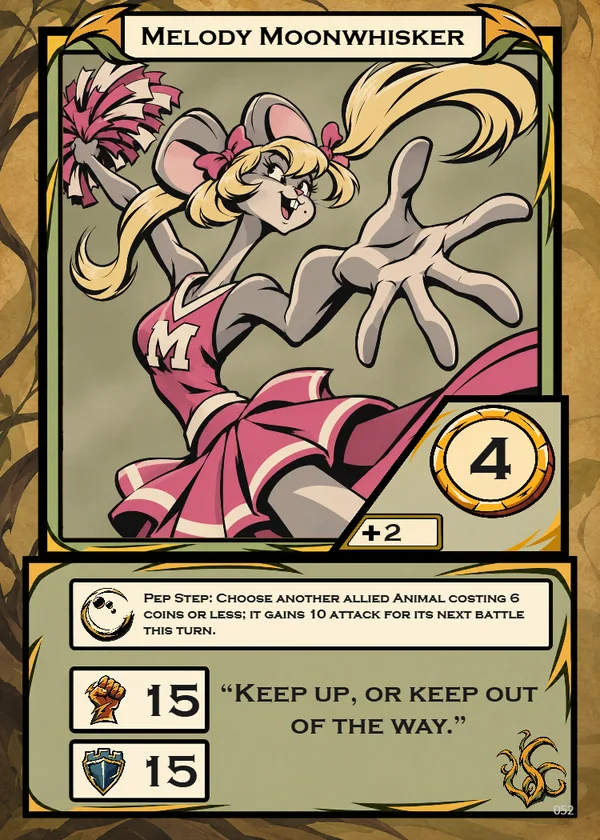 Melody Moonwhisker
M
4
+2
Pep Step: Choose another allied Animal costing 6
coins or less; it gains 10 attack for its next battle
this turn.
15
“Keep up, or keep out
of the way.”
15
052